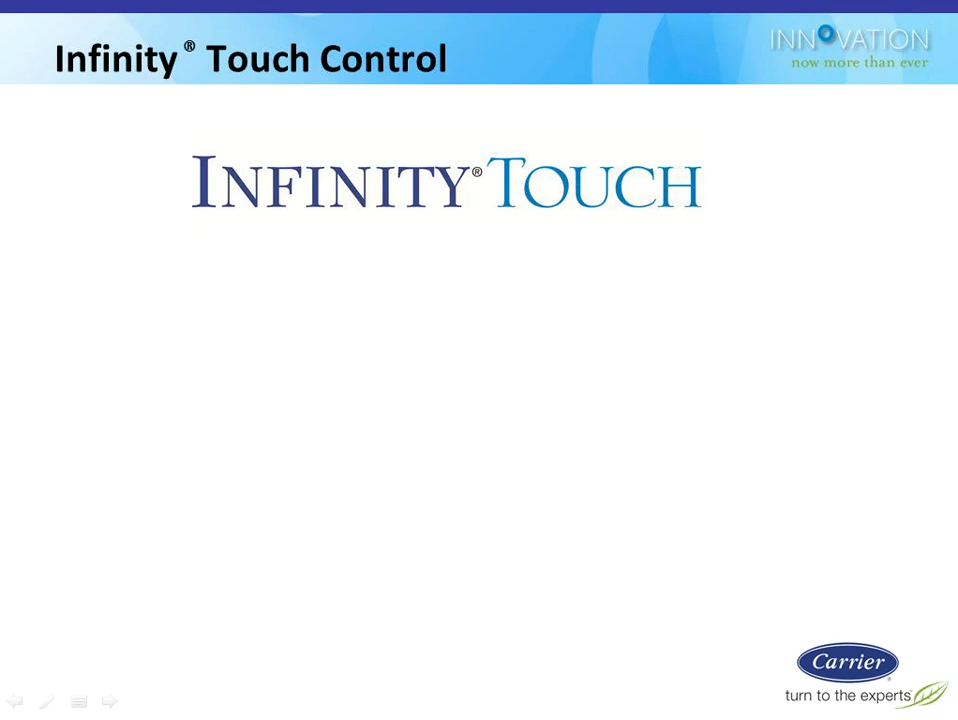 Infinity® Touch Control
INNOVATION
now more than ever
INFINITY® TOUCH
Carrier
®
turn to the experts